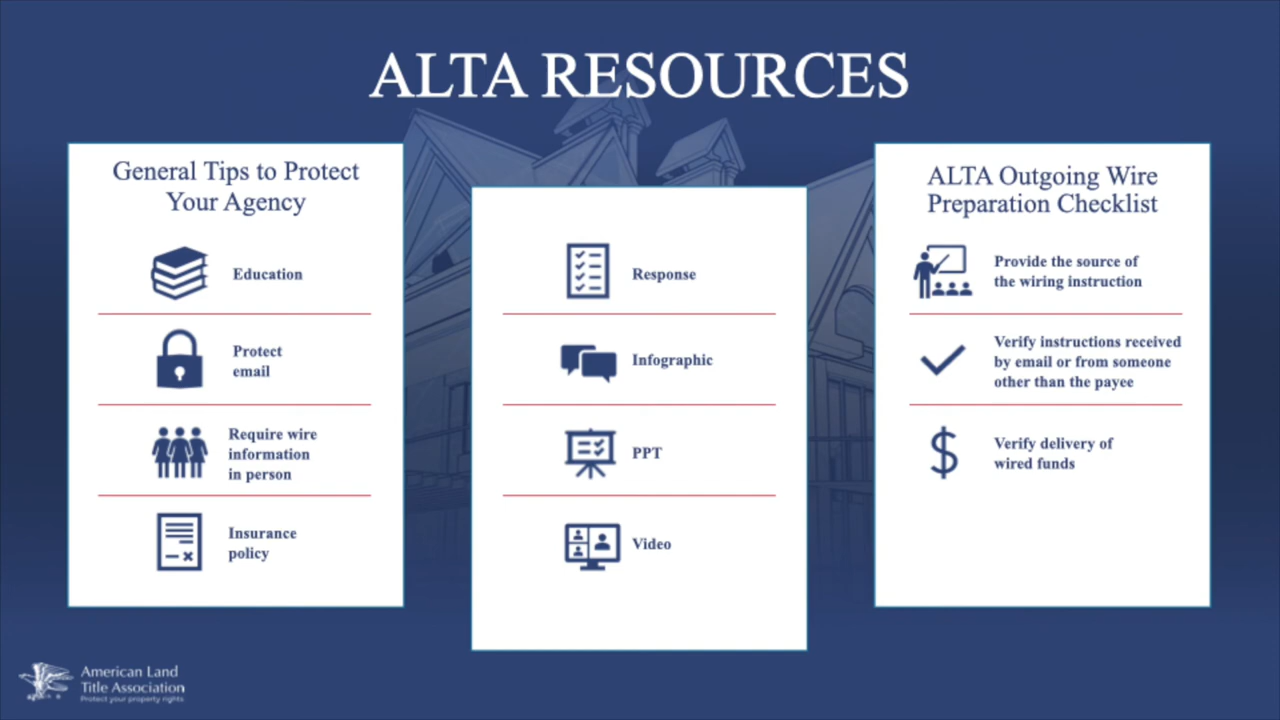 ALTA RESOURCES
General Tips to Protect
Your Agency
Education
Protect
email
Require wire
information
in person
Insurance
policy
Response
Infographic
PPT
Video
ALTA Outgoing Wire
Preparation Checklist
Provide the source of
the wiring instruction
Verify instructions received
by email or from someone
other than the payee
Verify delivery of
wired funds
American Land
Title Association
Protect your property rights